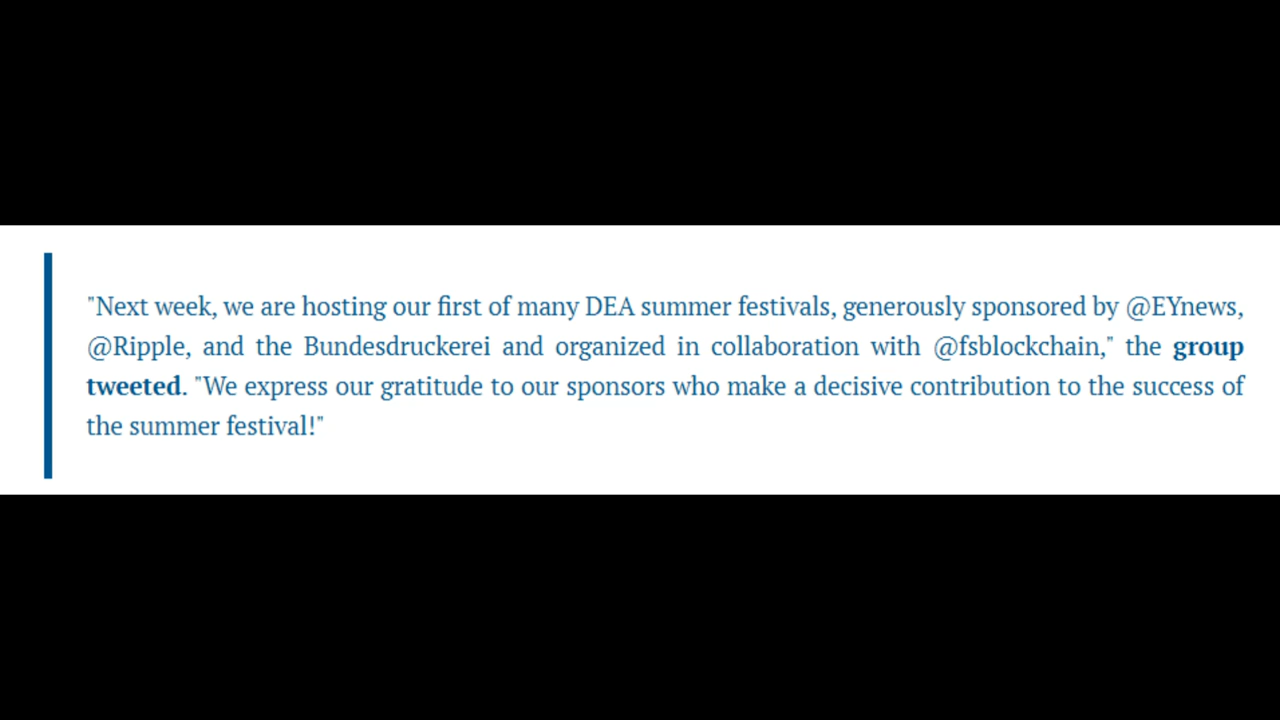 "Next week, we are hosting our first of many DEA summer festivals, generously sponsored by @EYnews,
@Ripple, and the Bundesdruckerei and organized in collaboration with @fsblockchain," the group
tweeted. "We express our gratitude to our sponsors who make a decisive contribution to the success of
the summer festival!"